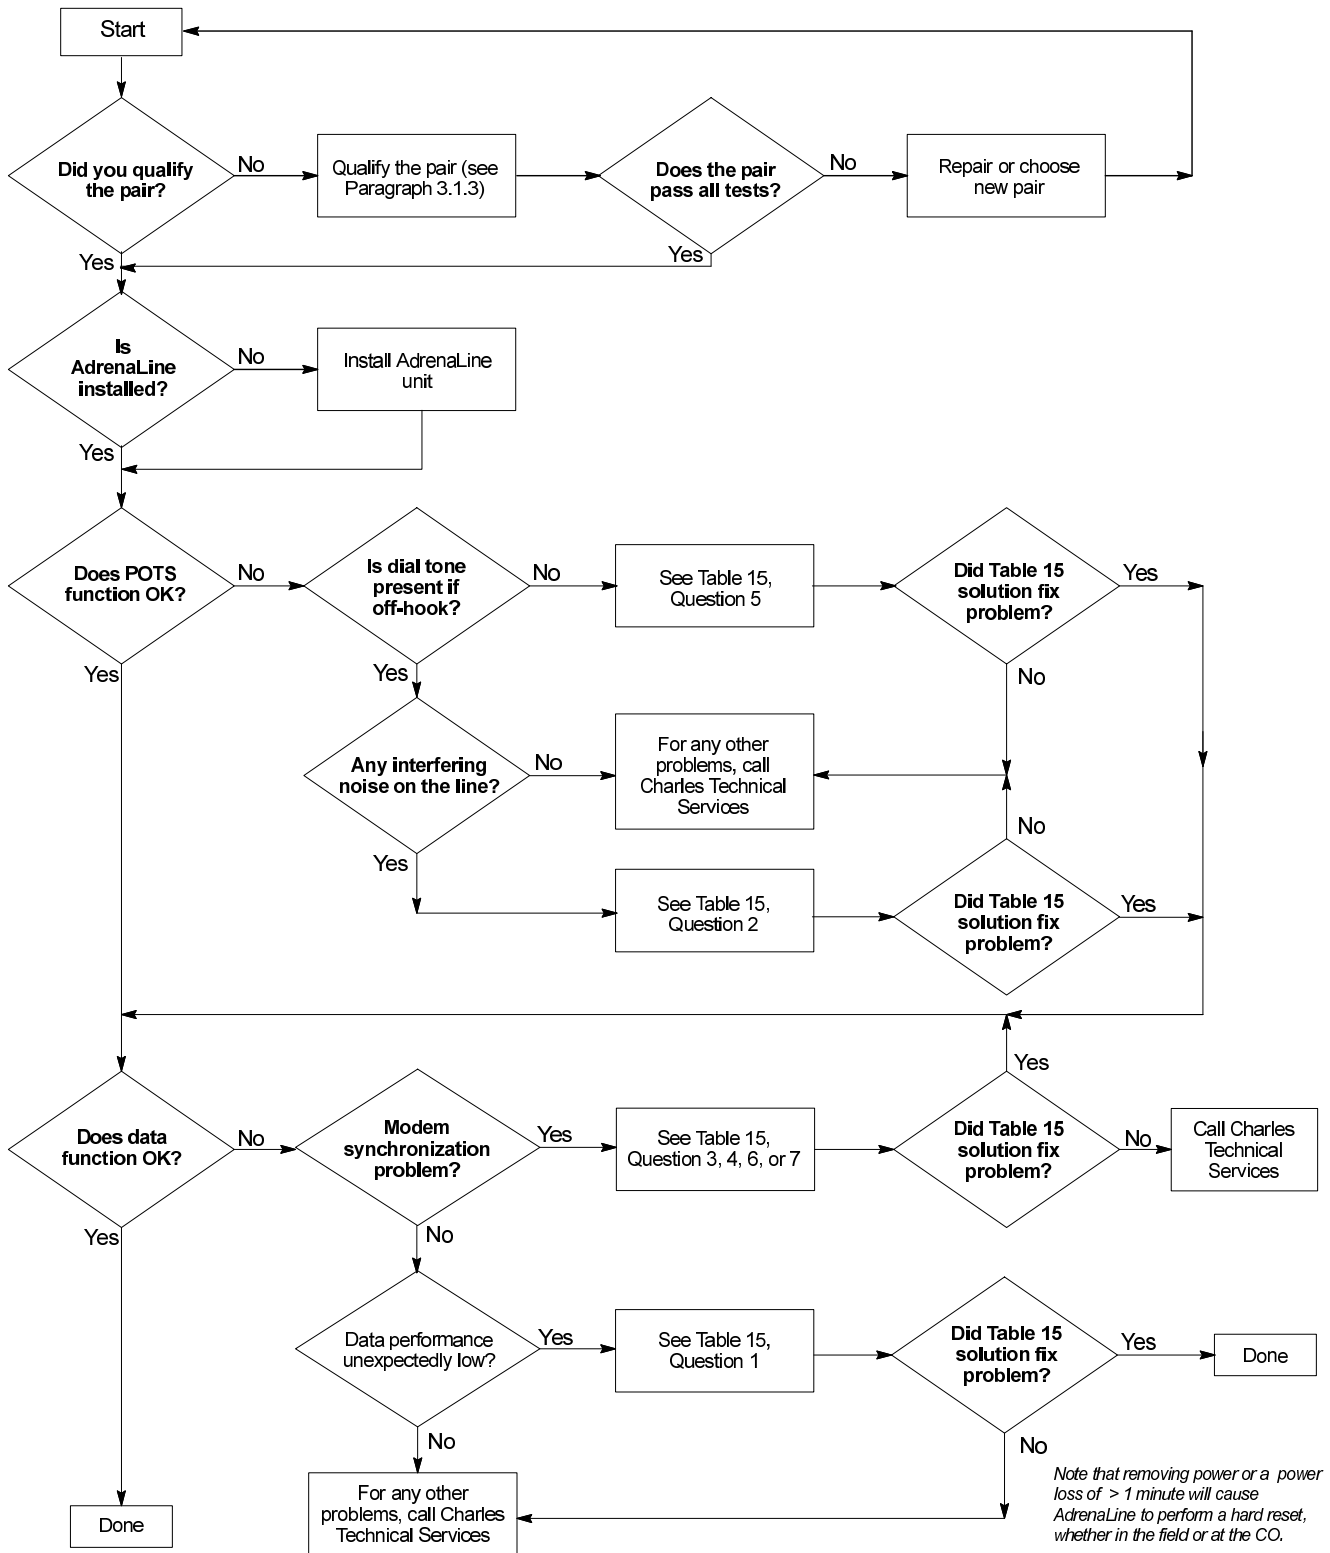 Start
Did you qualify
the pair?
No
Qualify the pair (see
Paragraph 3.1.3)
Does the pair
pass all tests?
No
Repair or choose
new pair
Yes
Yes
Is
AdrenaLine
installed?
No
Install AdrenaLine
unit
Yes
Does POTS
function OK?
No
Is dial tone
present if
off-hook?
No
See Table 15,
Question 5
Did Table 15
solution fix
problem?
Yes
Yes
Yes
No
Any interfering
noise on the line?
No
For any other
problems, call
Charles Technical
Services
No
Yes
See Table 15,
Question 2
Did Table 15
solution fix
problem?
Yes
Yes
Does data
function OK?
No
Modem
synchronization
problem?
Yes
See Table 15,
Question 3, 4, 6, or 7
Did Table 15
solution fix
problem?
No
Call Charles
Technical
Services
Yes
No
Data performance
unexpectedly low?
Yes
See Table 15,
Question 1
Did Table 15
solution fix
problem?
Yes
Done
No
No
Done
For any other
problems, call Charles
Technical Services
Note that removing power or a power
loss of > 1 minute will cause
AdrenaLine to perform a hard reset,
whether in the field or at the CO.